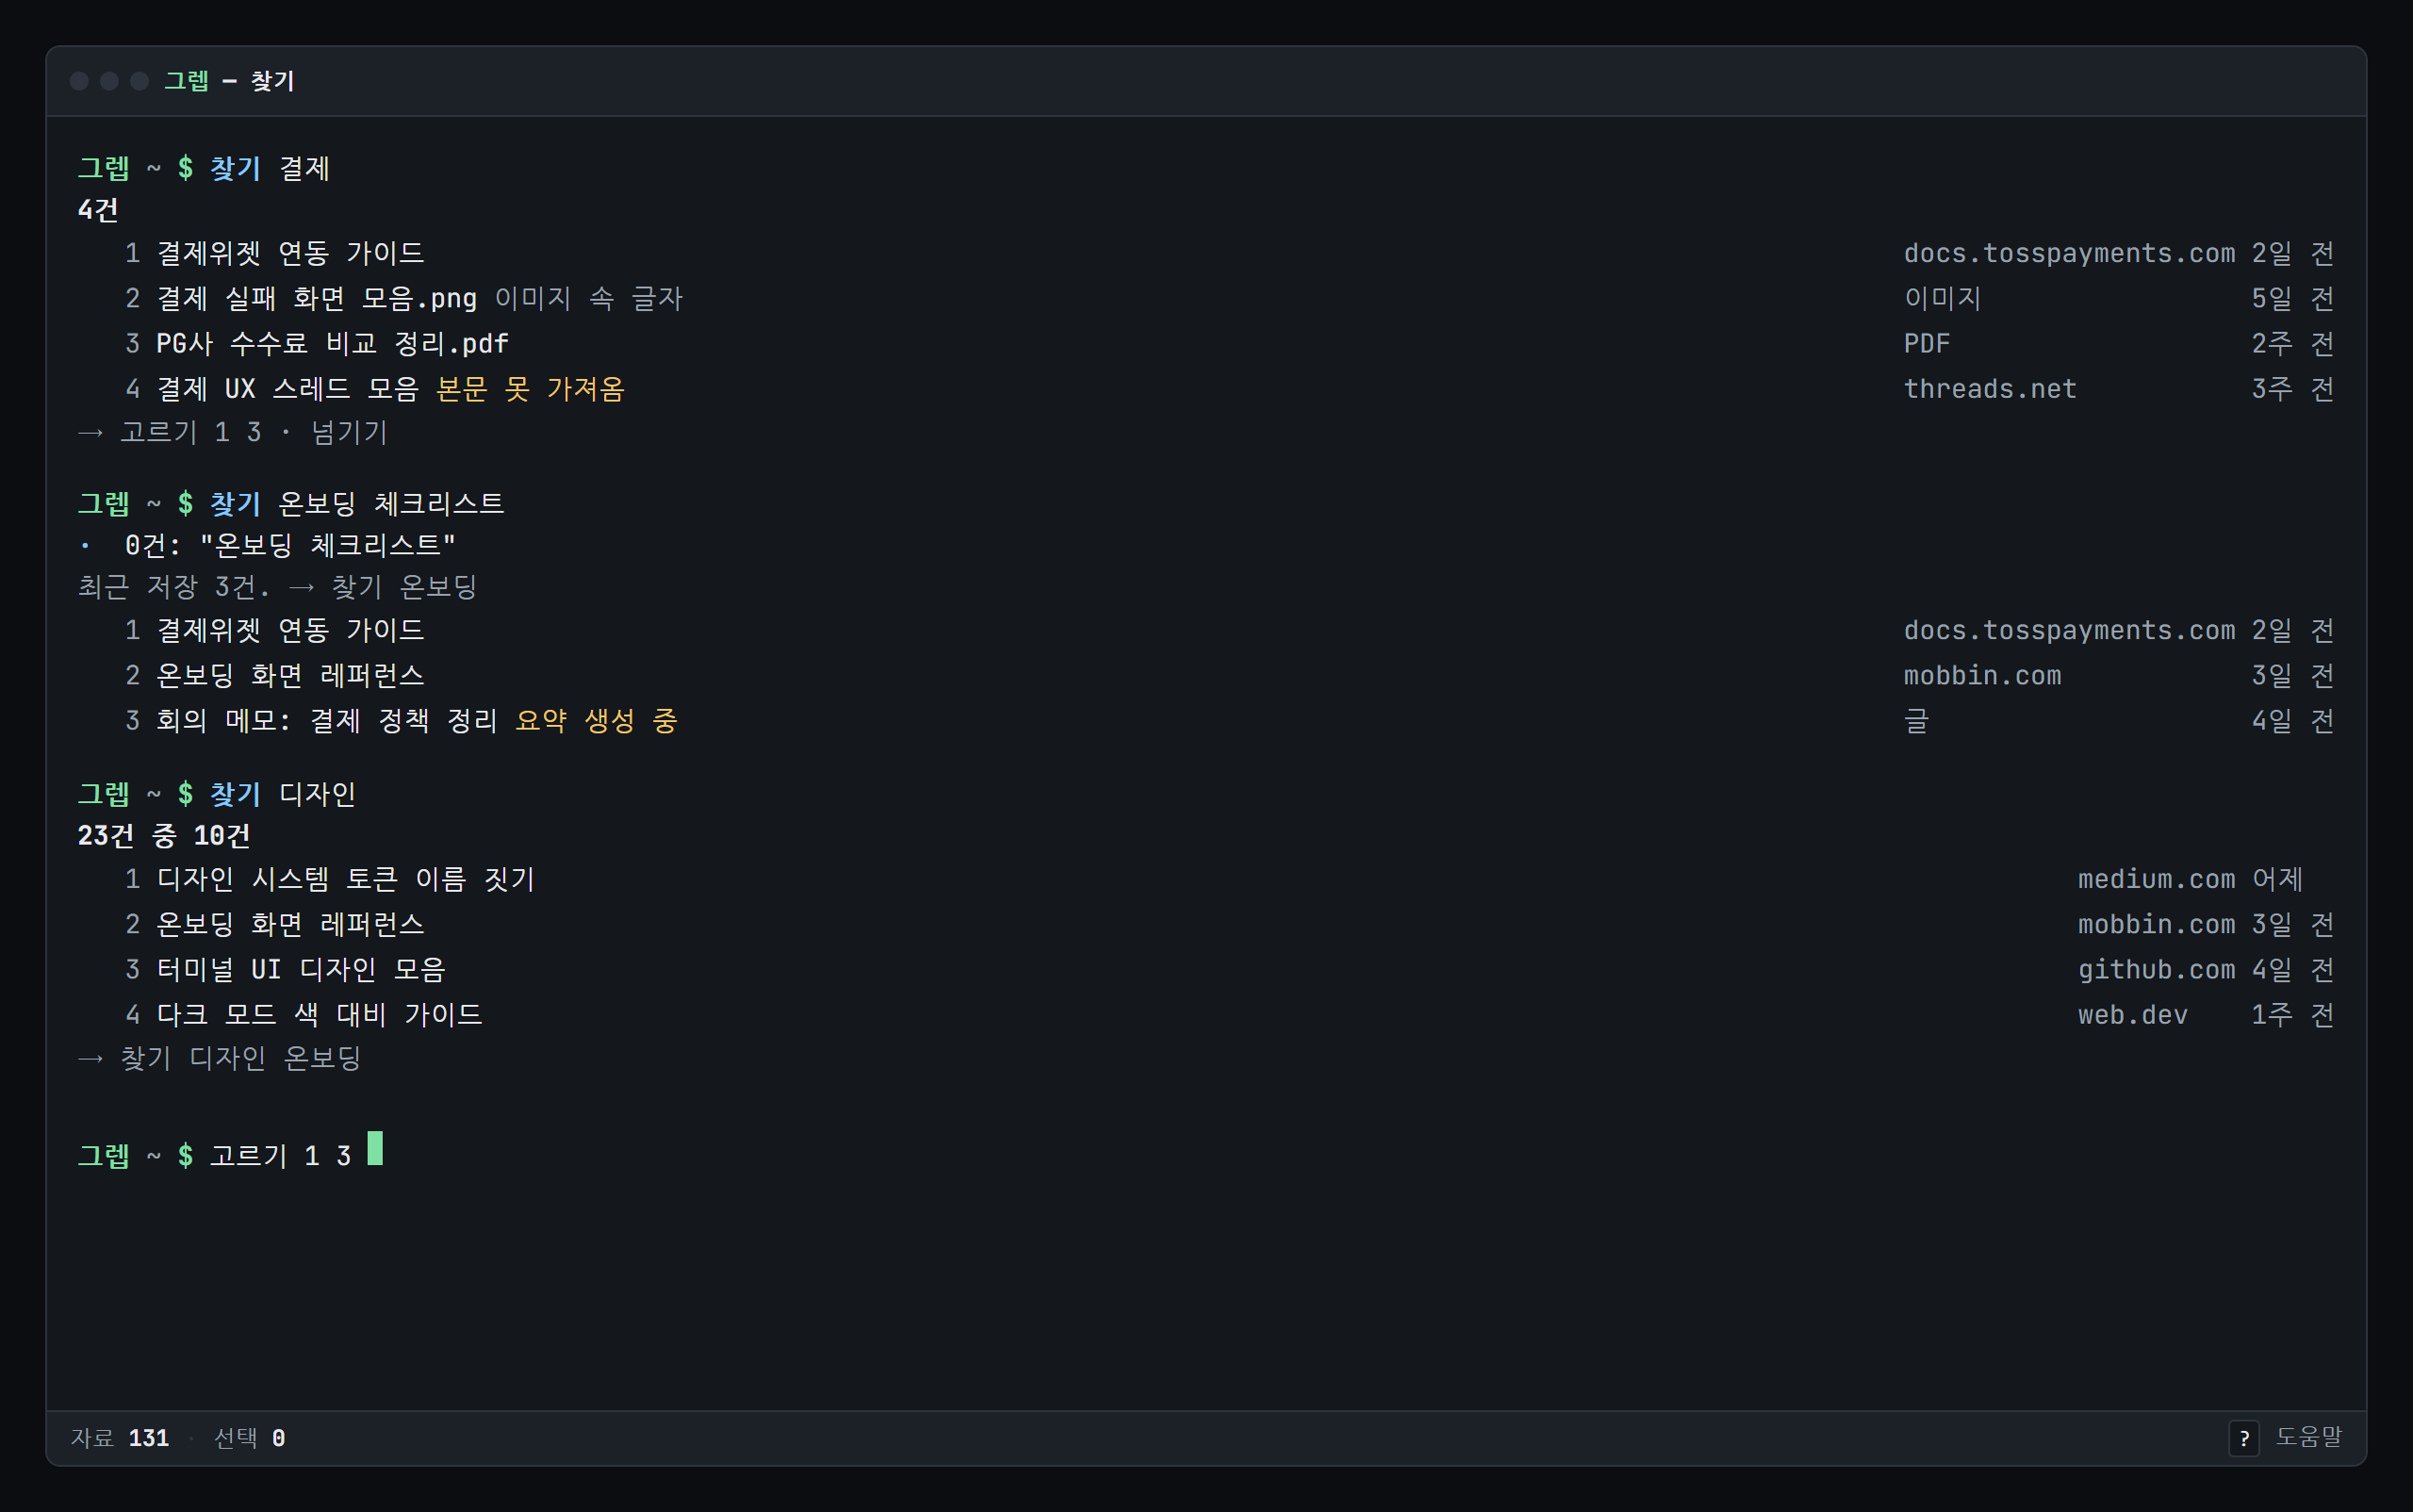 그렙 — 찾기
그렙 ~ $ 찾기 결제
4건
1 결제위젯 연동 가이드 docs.tosspayments.com 2일 전
2 결제 실패 화면 모음.png 이미지 속 글자 이미지 5일 전
3 PG사 수수료 비교 정리.pdf PDF 2주 전
4 결제 UX 스레드 모음 본문 못 가져옴 threads.net 3주 전
→ 고르기 1 3 · 넘기기
그렙 ~ $ 찾기 온보딩 체크리스트
· 0건: "온보딩 체크리스트"
최근 저장 3건. → 찾기 온보딩
1 결제위젯 연동 가이드 docs.tosspayments.com 2일 전
2 온보딩 화면 레퍼런스 mobbin.com 3일 전
3 회의 메모: 결제 정책 정리 요약 생성 중 글 4일 전
그렙 ~ $ 찾기 디자인
23건 중 10건
1 디자인 시스템 토큰 이름 짓기 medium.com 어제
2 온보딩 화면 레퍼런스 mobbin.com 3일 전
3 터미널 UI 디자인 모음 github.com 4일 전
4 다크 모드 색 대비 가이드 web.dev 1주 전
→ 찾기 디자인 온보딩
그렙 ~ $ 고르기 1 3
자료 131 · 선택 0 ? 도움말